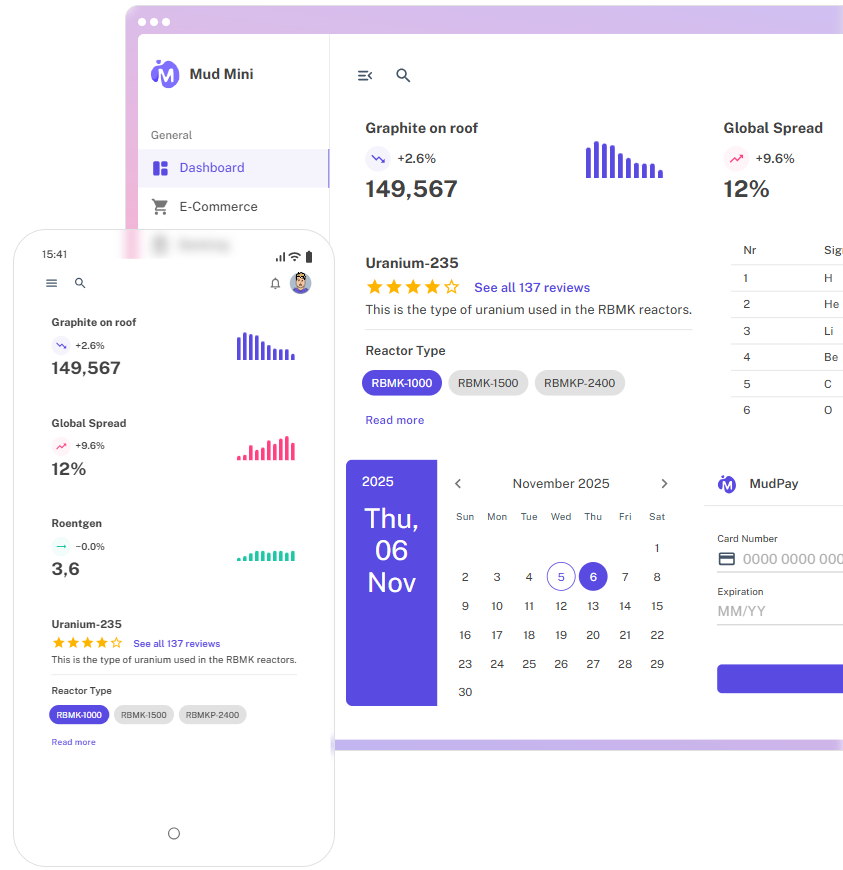 Mud Mini
General
Dashboard
E-Commerce
Graphite on roof
+2.6%
149,567
Global Spread
+9.6%
12%
Uranium-235
See all 137 reviews
This is the type of uranium used in the RBMK reactors.
Reactor Type
RBMK-1000 RBMK-1500 RBMKP-2400
Read more
Nr
1 H
2 He
3 Li
4 Be
5 C
6 O
2025
Thu,
06
Nov
November 2025
Sun Mon Tue Wed Thu Fri Sat
1
2 3 4 5 6 7 8
9 10 11 12 13 14 15
16 17 18 19 20 21 22
23 24 25 26 27 28 29
30
MudPay
Card Number
0000 0000 000
Expiration
MM/YY
15:41
Graphite on roof
+2.6%
149,567
Global Spread
+9.6%
12%
Roentgen
−0.0%
3,6
Uranium-235
See all 137 reviews
This is the type of uranium used in the RBMK reactors.
Reactor Type
RBMK-1000 RBMK-1500 RBMKP-2400
Read more